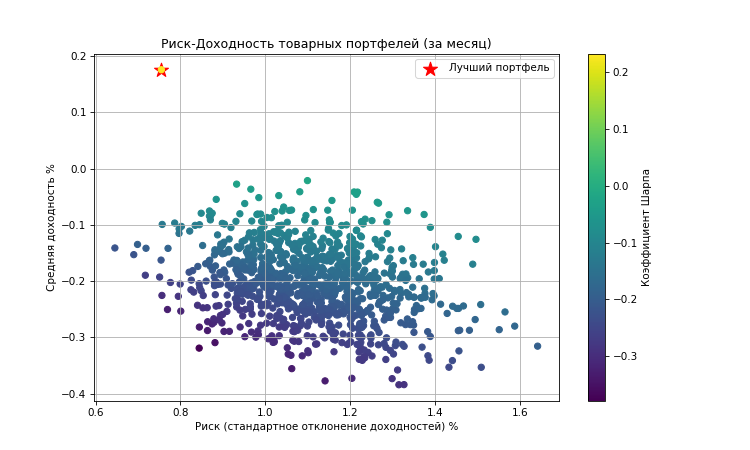 Риск-Доходность товарных портфелей (за месяц)
Лучший портфель
Средняя доходность %
0.2
0.1
0.0
−0.1
−0.2
−0.3
−0.4
0.6 0.8 1.0 1.2 1.4 1.6
Риск (стандартное отклонение доходностей) %
0.2
0.1
0.0
−0.1
−0.2
−0.3
Коэффициент Шарпа